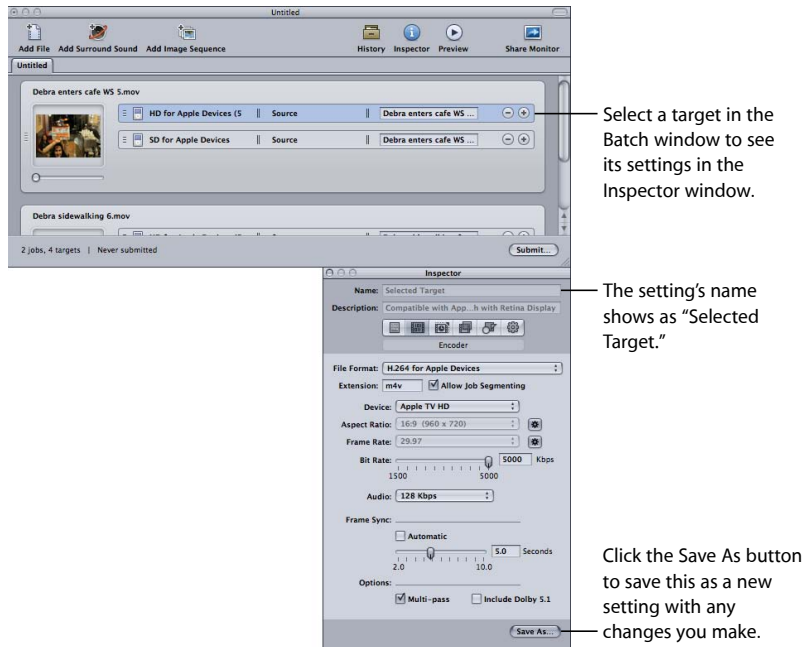 Untitled
Add File Add Surround Sound Add Image Sequence History Inspector Preview Share Monitor
Untitled
Debra enters cafe WS 5.mov
HD for Apple Devices (5 Source Debra enters cafe WS ...
SD for Apple Devices Source Debra enters cafe WS ...
Debra sidewalking 6.mov
2 jobs, 4 targets | Never submitted Submit...
Select a target in the
Batch window to see
its settings in the
Inspector window.
Inspector
Name: Selected Target
Description: Compatible with App...h with Retina Display
Encoder
File Format: H.264 for Apple Devices
Extension: m4v Allow Job Segmenting
Device: Apple TV HD
Aspect Ratio: 16:9 (960 x 720)
Frame Rate: 29.97
Bit Rate: 5000 Kbps
1500 5000
Audio: 128 Kbps
Frame Sync:
Automatic
5.0 Seconds
2.0 10.0
Options:
Multi-pass Include Dolby 5.1
Save As...
The setting's name
shows as “Selected
Target.”
Click the Save As button
to save this as a new
setting with any
changes you make.